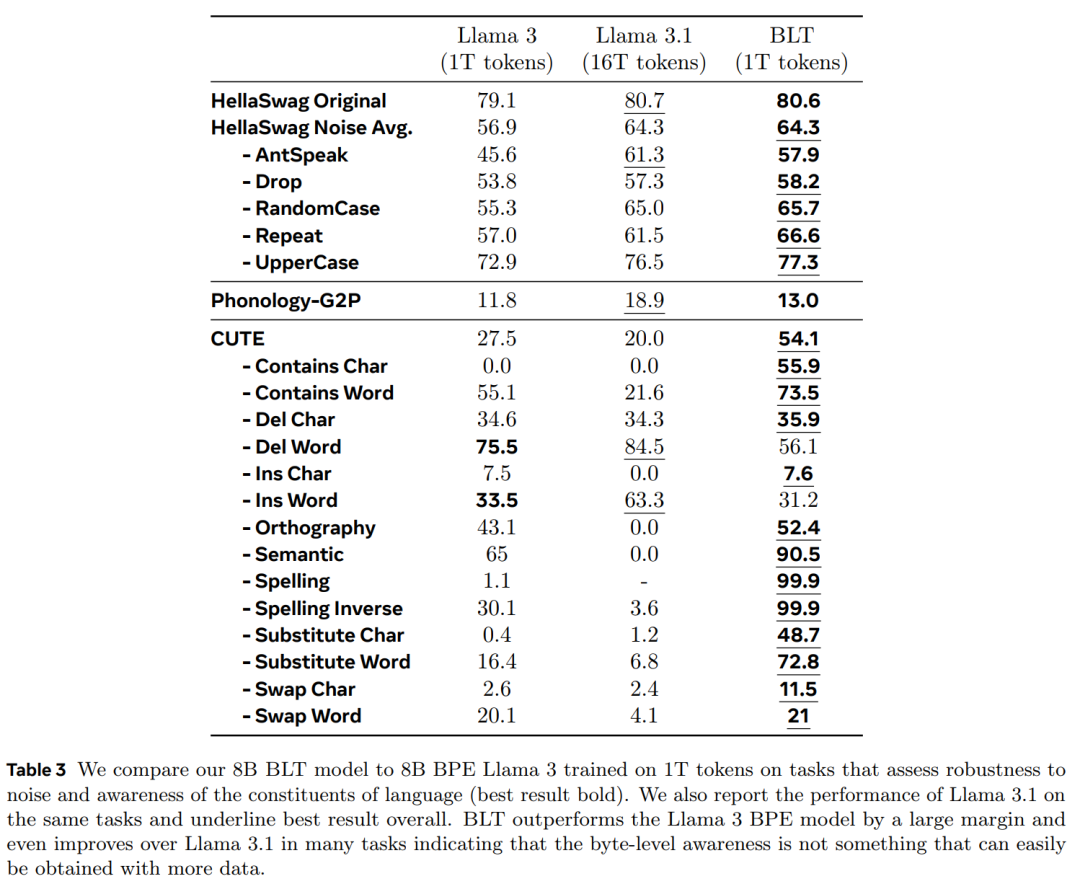 Llama 3 Llama 3.1 BLT
(1T tokens) (16T tokens) (1T tokens)
HellaSwag Original 79.1 80.7 80.6
HellaSwag Noise Avg. 56.9 64.3 64.3
- AntSpeak 45.6 61.3 57.9
- Drop 53.8 57.3 58.2
- RandomCase 55.3 65.0 65.7
- Repeat 57.0 61.5 66.6
- UpperCase 72.9 76.5 77.3
Phonology-G2P 11.8 18.9 13.0
CUTE 27.5 20.0 54.1
- Contains Char 0.0 0.0 55.9
- Contains Word 55.1 21.6 73.5
- Del Char 34.6 34.3 35.9
- Del Word 75.5 84.5 56.1
- Ins Char 7.5 0.0 7.6
- Ins Word 33.5 63.3 31.2
- Orthography 43.1 0.0 52.4
- Semantic 65 0.0 90.5
- Spelling 1.1 - 99.9
- Spelling Inverse 30.1 3.6 99.9
- Substitute Char 0.4 1.2 48.7
- Substitute Word 16.4 6.8 72.8
- Swap Char 2.6 2.4 11.5
- Swap Word 20.1 4.1 21
Table 3 We compare our 8B BLT model to 8B BPE Llama 3 trained on 1T tokens on tasks that assess robustness to
noise and awareness of the constituents of language (best result bold). We also report the performance of Llama 3.1 on
the same tasks and underline best result overall. BLT outperforms the Llama 3 BPE model by a large margin and
even improves over Llama 3.1 in many tasks indicating that the byte-level awareness is not something that can easily
be obtained with more data.